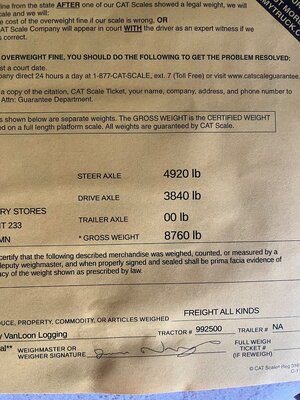 fine from the state AFTER one of our CAT Scales showed a legal weight, we will
scale and we will:
e cost of the overweight fine if our scale is wrong, OR
CAT Scale Company will appear in court WITH the driver as an expert witness if we
s correct.
OVERWEIGHT FINE, YOU SHOULD DO THE FOLLOWING TO GET THE PROBLEM RESOLVED:
st a court date.
pany direct 24 hours a day at 1-877-CAT-SCALE, ext. 7 (Toll Free) or visit www.catscaleguarantee.
a copy of the citation, CAT Scale Ticket, your name, company, address, and phone number to
Attn: Guarantee Department.
s shown below are separate weights. The GROSS WEIGHT is the CERTIFIED WEIGHT
ed on a full length platform scale. All weights are guaranteed by CAT Scale.
STEER AXLE 4920 lb
DRIVE AXLE 3840 lb
RY STORES
TRAILER AXLE 00 lb
IT 233
MN * GROSS WEIGHT 8760 lb
certify that the following described merchandise was weighed, counted, or measured by a
deputy weighmaster, and when properly signed and sealed shall be prima facie evidence of
acy of the weight shown as prescribed by law.
FREIGHT ALL KINDS
DUCE, PROPERTY, COMMODITY, OR ARTICLES WEIGHED
y VanLoon Logging TRACTOR # 992500 TRAILER # NA
al** WEIGHMASTER OR
WEIGHER SIGNATURE
FULL WEIGH
TICKET #
(IF REWEIGH)
© CAT Scale® Reg